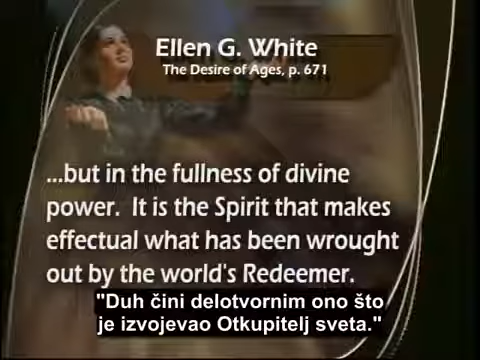 Ellen G. White
The Desire of Ages, p. 671
...but in the fullness of divine
power.  It is the Spirit that makes
effectual what has been wrought
out by the world's Redeemer.
"Duh čini delotvornim ono što
je izvojevao Otkupitelj sveta."